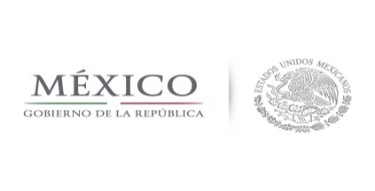 MÉXICO
GOBIERNO DE LA REPÚBLICA
ESTADOS UNIDOS MEXICANOS